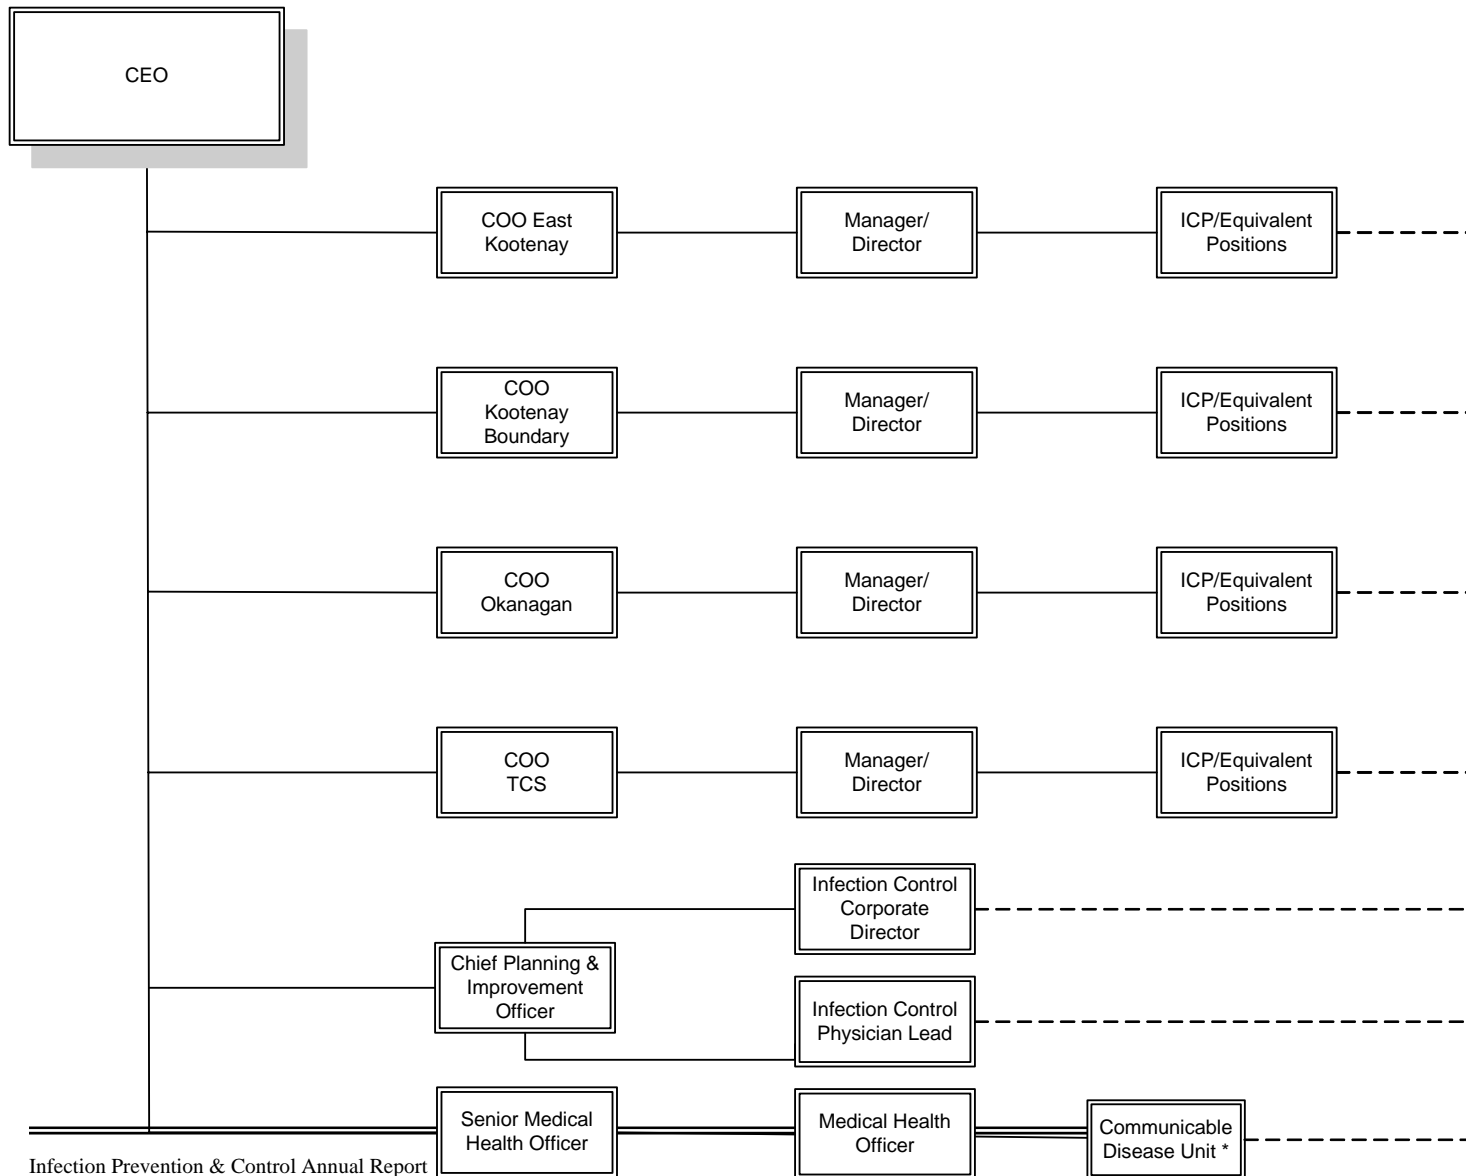 CEO
COO East
Kootenay
Manager/
Director
ICP/Equivalent
Positions
COO
Kootenay
Boundary
Manager/
Director
ICP/Equivalent
Positions
COO
Okanagan
Manager/
Director
ICP/Equivalent
Positions
COO
TCS
Manager/
Director
ICP/Equivalent
Positions
Infection Control
Corporate
Director
Chief Planning &
Improvement
Officer
Infection Control
Physician Lead
Senior Medical
Health Officer
Medical Health
Officer
Communicable
Disease Unit *
Infection Prevention & Control Annual Report